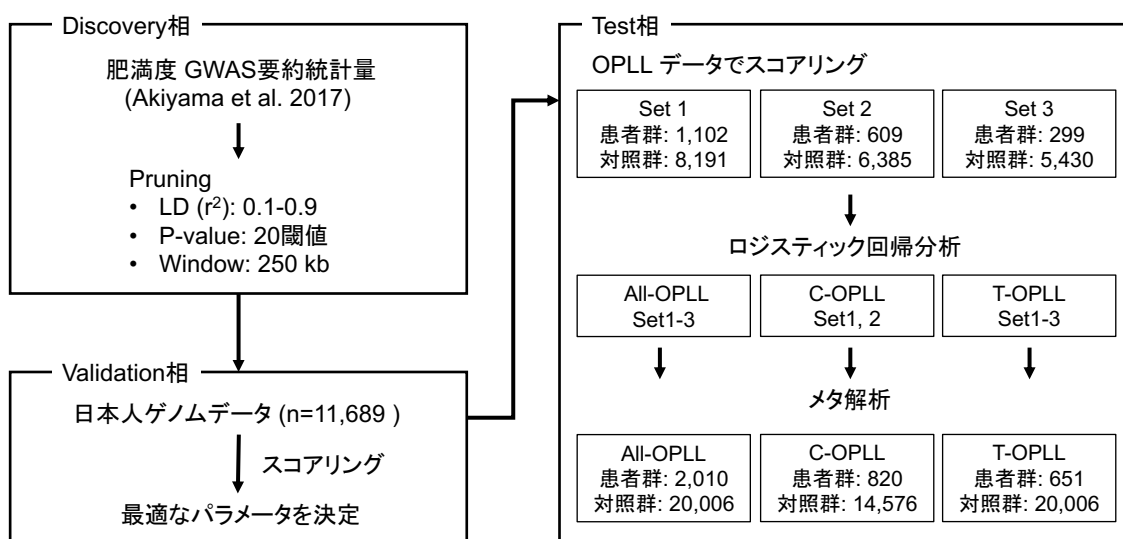 Discovery相
肥満度 GWAS要約統計量
(Akiyama et al. 2017)
Pruning
• LD (r²): 0.1-0.9
• P-value: 20閾値
• Window: 250 kb
Validation相
日本人ゲノムデータ (n=11,689 )
スコアリング
最適なパラメータを決定
Test相
OPLL データでスコアリング
Set 1
患者群: 1,102
対照群: 8,191
Set 2
患者群: 609
対照群: 6,385
Set 3
患者群: 299
対照群: 5,430
ロジスティック回帰分析
All-OPLL
Set1-3
C-OPLL
Set1, 2
T-OPLL
Set1-3
メタ解析
All-OPLL
患者群: 2,010
対照群: 20,006
C-OPLL
患者群: 820
対照群: 14,576
T-OPLL
患者群: 651
対照群: 20,006